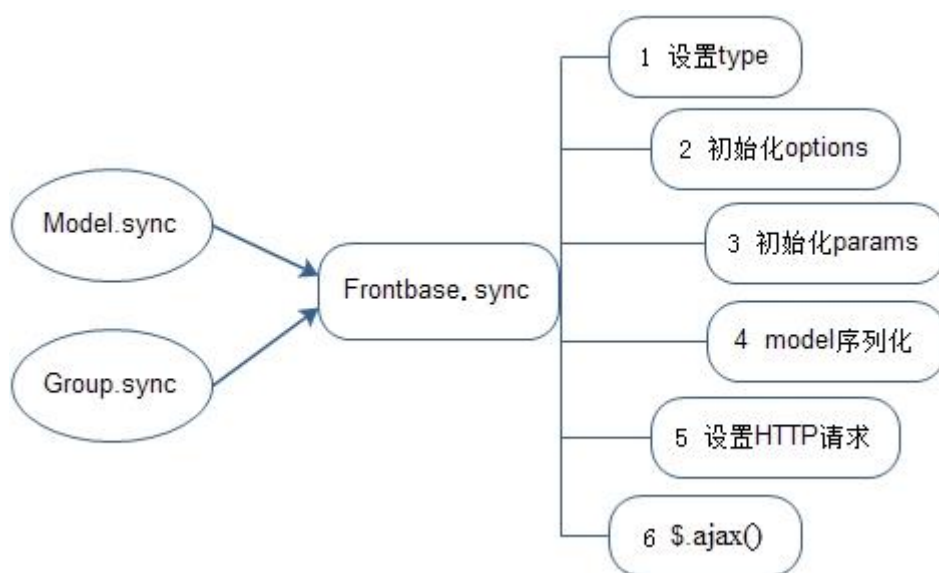 Model.sync
Group.sync
Frontbase.sync
1 设置type
2 初始化options
3 初始化params
4 model序列化
5 设置HTTP请求
6 $.ajax()